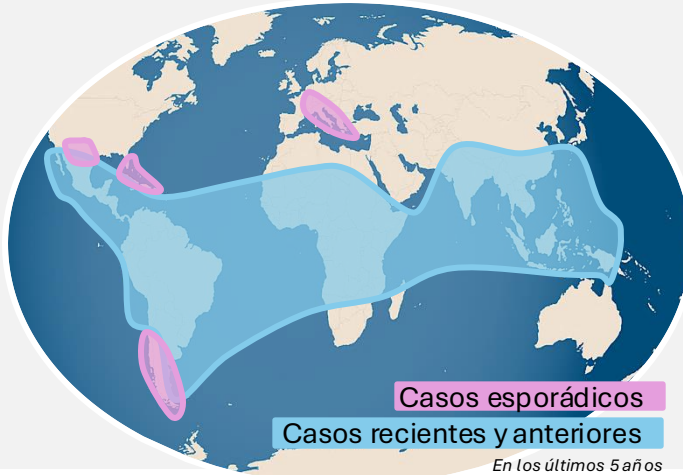 Casos esporádicos
Casos recientes y anteriores
En los últimos 5 años